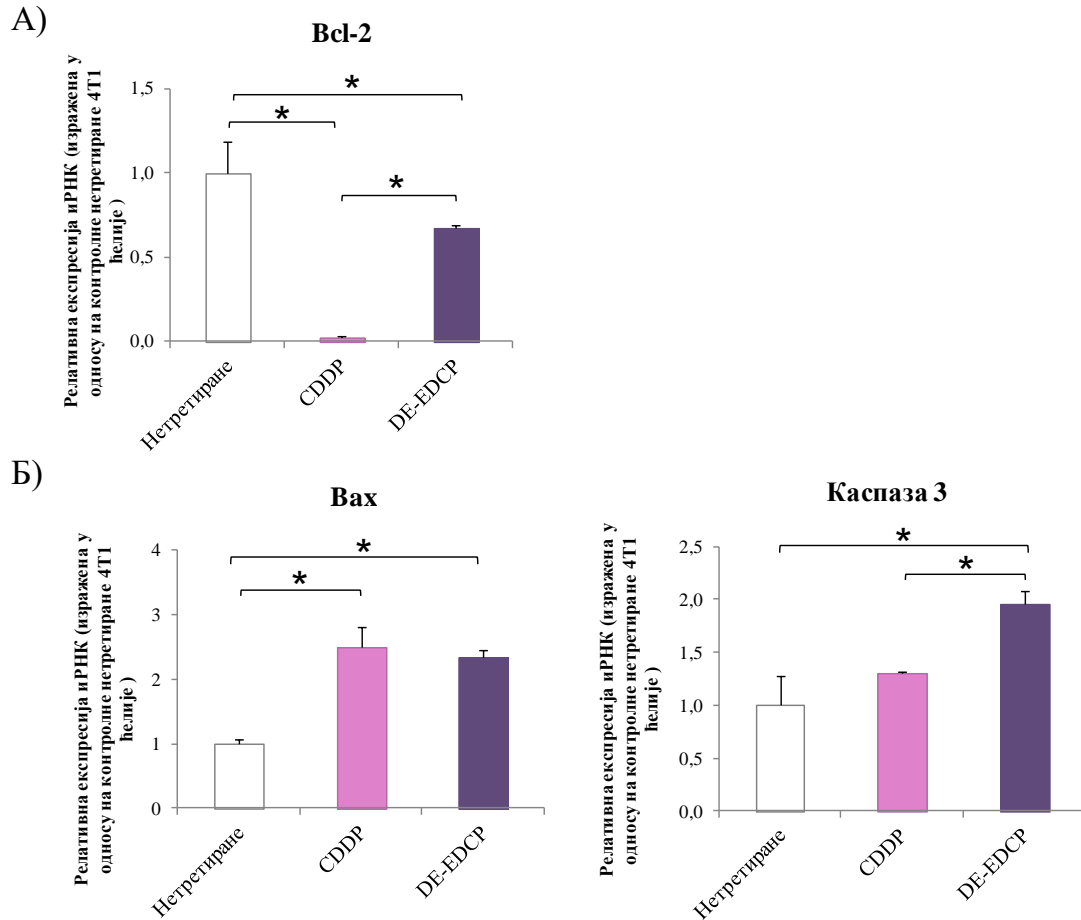 А)
Bcl-2
Релативна експресија иРНК (изражена у
односу на контролне нетретиране 4Т1
ћелије )
1,5
1,0
0,5
0,0
*
*
*
Нетретиране
CDDP
DE-EDCP
Б)
Bax
Релативна експресија иРНК (изражена у
односу на контролне нетретиране 4Т1
ћелије )
4
3
2
1
0
*
*
Нетретиране
CDDP
DE-EDCP
Каспаза 3
Релативна експресија иРНК (изражена у
односу на контролне нетретиране 4Т1
ћелије )
2,5
2,0
1,5
1,0
0,5
0,0
*
*
Нетретиране
CDDP
DE-EDCP